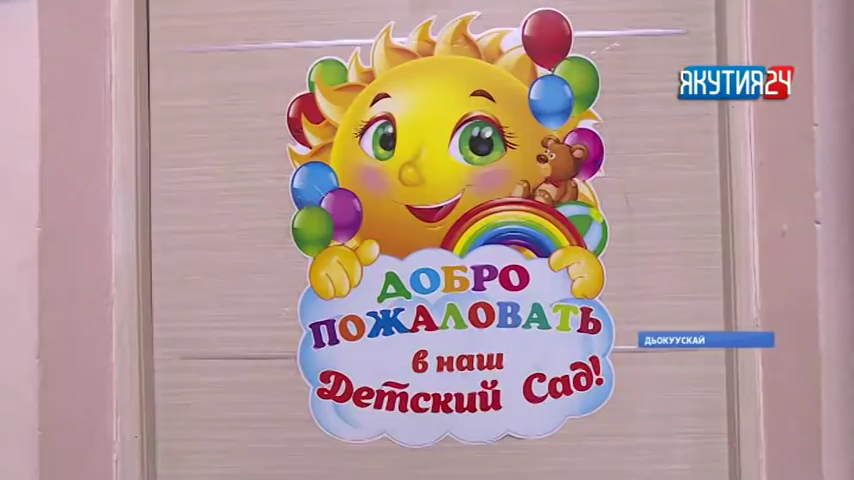 ЯКУТИЯ24
ДОБРО
ПОЖАЛОВАТЬ
в наш
Детский Сад!
ДЬОКУУСКАЙ